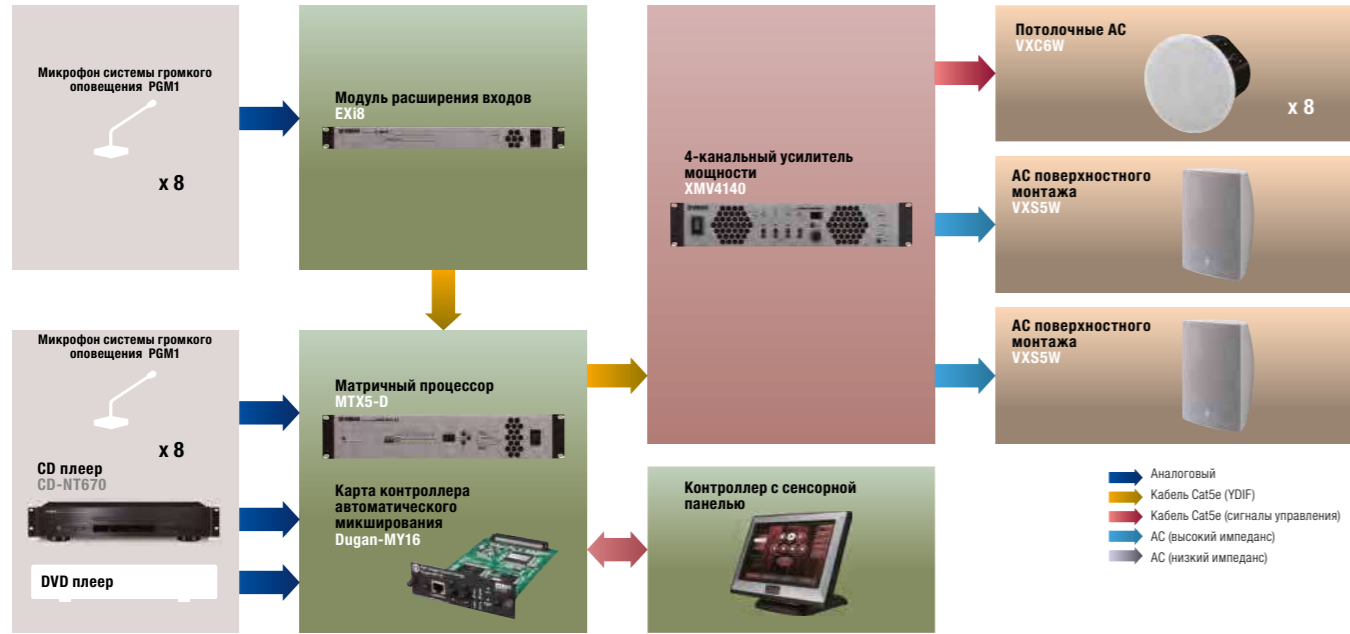 Микрофон системы громкого
оповещения PGM1
x 8
Модуль расширения входов
EXi8
4-канальный усилитель
мощности
XMV4140
Потолочные АС
VXC6W
x 8
АС поверхностного
монтажа
VXS5W
АС поверхностного
монтажа
VXS5W
Микрофон системы громкого
оповещения PGM1
x 8
CD плеер
CD-NT670
DVD плеер
Матричный процессор
MTX5-D
Карта контроллера
автоматического
микширования
Dugan-MY16
Контроллер с сенсорной
панелью
Аналоговый
Кабель Cat5e (YDIF)
Кабель Cat5e (сигналы управления)
АС (высокий импеданс)
АС (низкий импеданс)